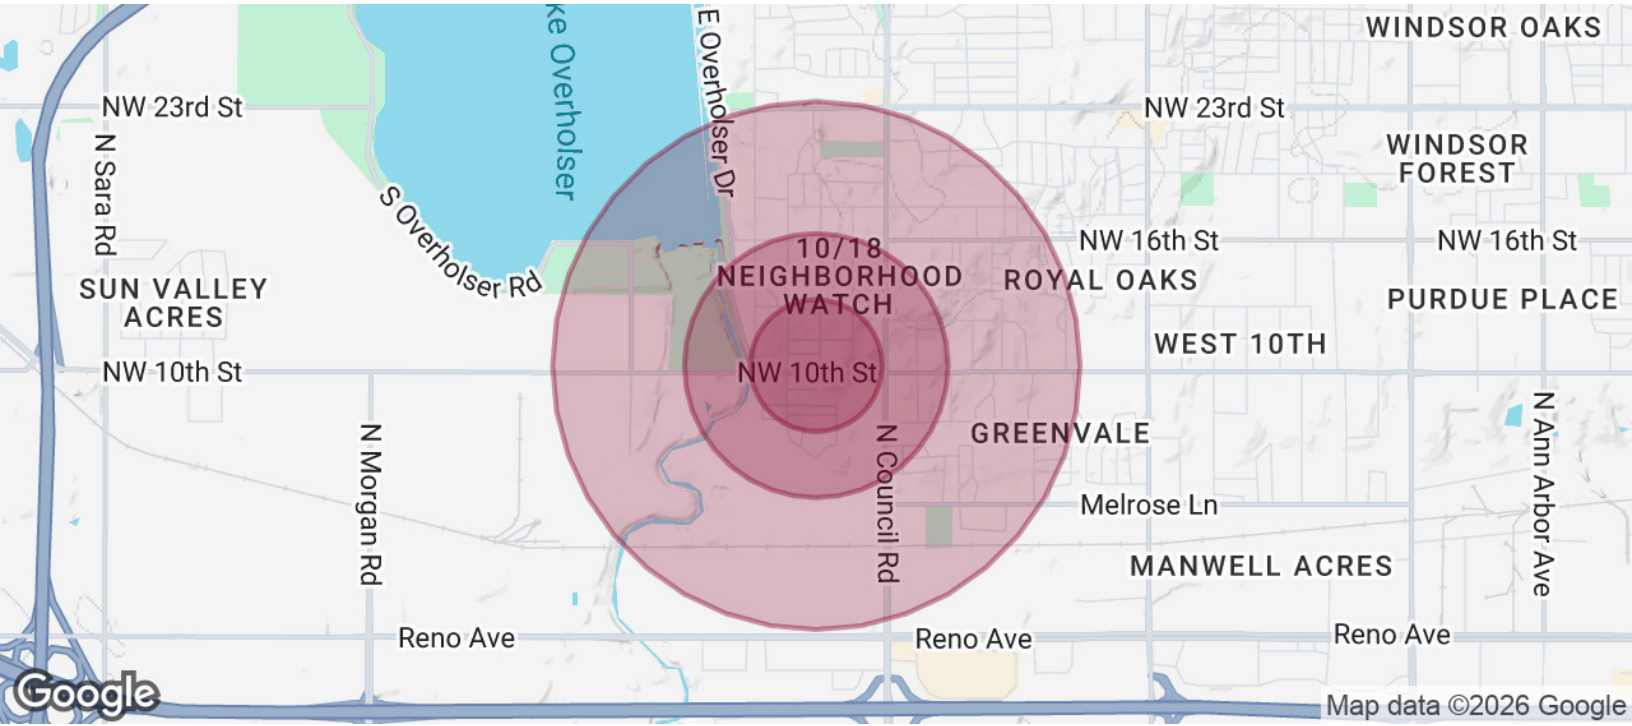 WINDSOR OAKS
ke Overholser
E Overholser Dr
NW 23rd St
NW 23rd St
N Sara Rd
WINDSOR
FOREST
S Overholser Rd
10/18
NEIGHBORHOOD
WATCH
NW 16th St
NW 16th St
ROYAL OAKS
SUN VALLEY
ACRES
PURDUE PLACE
WEST 10TH
NW 10th St
NW 10th St
N Morgan Rd
N Council Rd
GREENVALE
N Ann Arbor Ave
Melrose Ln
MANWELL ACRES
Reno Ave
Reno Ave
Reno Ave
Google
Map data ©2026 Google